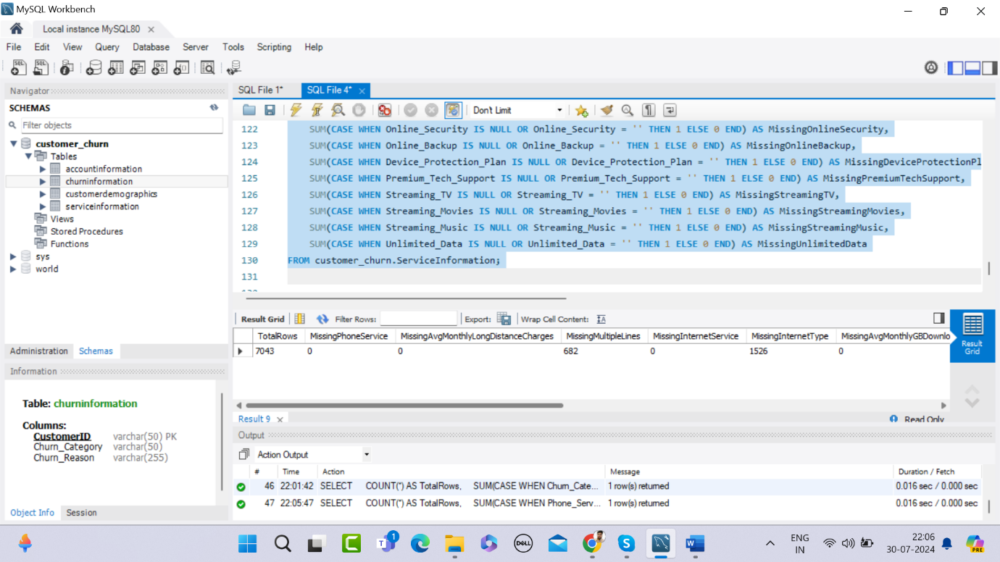 MySQL Workbench
Local instance MySQL80
File Edit View Query Database Server Tools Scripting Help
Navigator
SCHEMAS
Filter objects
customer_churn
Tables
accountinformation
churninformation
customerdemographics
serviceinformation
Views
Stored Procedures
Functions
sys
world
Administration Schemas
Information
Table: churninformation
Columns:
CustomerID varchar(50) PK
Churn_Category varchar(50)
Churn_Reason varchar(255)
Object Info Session
SQL File 1* SQL File 4*
Don't Limit
122 SUM(CASE WHEN Online_Security IS NULL OR Online_Security = '' THEN 1 ELSE 0 END) AS MissingOnlineSecurity,
123 SUM(CASE WHEN Online_Backup IS NULL OR Online_Backup = '' THEN 1 ELSE 0 END) AS MissingOnlineBackup,
124 SUM(CASE WHEN Device_Protection_Plan IS NULL OR Device_Protection_Plan = '' THEN 1 ELSE 0 END) AS MissingDeviceProtectionPl
125 SUM(CASE WHEN Premium_Tech_Support IS NULL OR Premium_Tech_Support = '' THEN 1 ELSE 0 END) AS MissingPremiumTechSupport,
126 SUM(CASE WHEN Streaming_TV IS NULL OR Streaming_TV = '' THEN 1 ELSE 0 END) AS MissingStreamingTV,
127 SUM(CASE WHEN Streaming_Movies IS NULL OR Streaming_Movies = '' THEN 1 ELSE 0 END) AS MissingStreamingMovies,
128 SUM(CASE WHEN Streaming_Music IS NULL OR Streaming_Music = '' THEN 1 ELSE 0 END) AS MissingStreamingMusic,
129 SUM(CASE WHEN Unlimited_Data IS NULL OR Unlimited_Data = '' THEN 1 ELSE 0 END) AS MissingUnlimitedData
130 FROM customer_churn.ServiceInformation;
131
Result Grid Filter Rows: Export: Wrap Cell Content:
TotalRows MissingPhoneService MissingAvgMonthlyLongDistanceCharges MissingMultipleLines MissingInternetService MissingInternetType MissingAvgMonthlyGBDownlo
7043 0 0 682 0 1526 0
Result
Grid
Result 9 Read Only
Output
Action Output
# Time Action Message Duration / Fetch
46 22:01:42 SELECT COUNT(*) AS TotalRows, SUM(CASE WHEN Churn_Cate... 1 row(s) returned 0.016 sec / 0.000 sec
47 22:05:47 SELECT COUNT(*) AS TotalRows, SUM(CASE WHEN Phone_Serv... 1 row(s) returned 0.016 sec / 0.000 sec
1
DELL
ENG
IN
22:06
30-07-2024
PRE